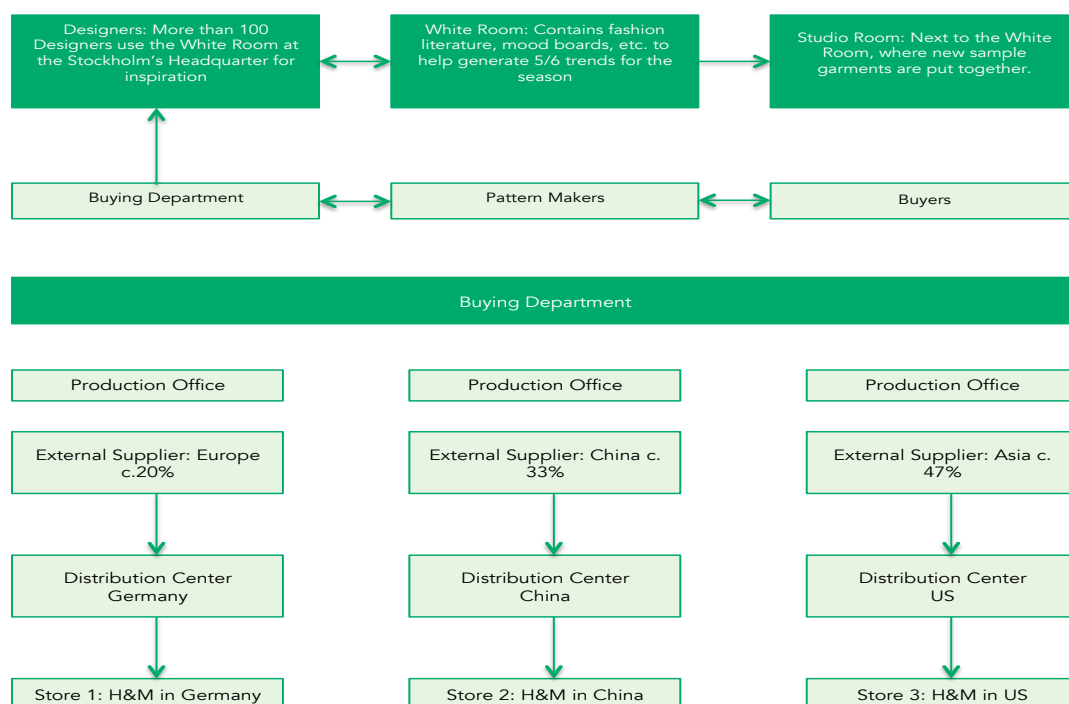 Designers: More than 100
Designers use the White Room at
the Stockholm's Headquarter for
inspiration
White Room: Contains fashion
literature, mood boards, etc. to
help generate 5/6 trends for the
season
Studio Room: Next to the White
Room, where new sample
garments are put together.
Buying Department
Pattern Makers
Buyers
Buying Department
Production Office
Production Office
Production Office
External Supplier: Europe
c.20%
External Supplier: China c.
33%
External Supplier: Asia c.
47%
Distribution Center
Germany
Distribution Center
China
Distribution Center
US
Store 1: H&M in Germany
Store 2: H&M in China
Store 3: H&M in US